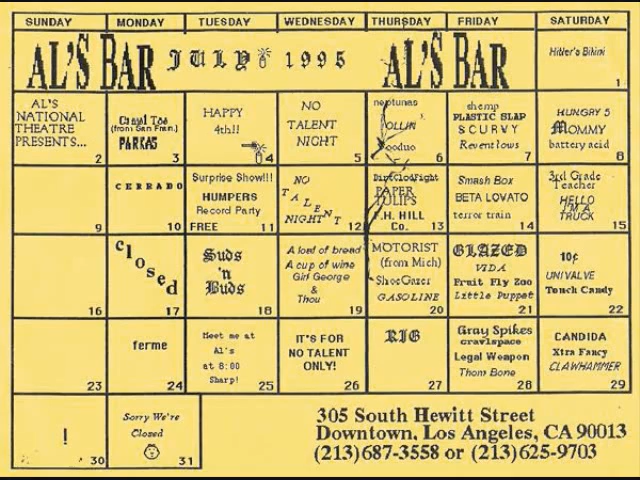 SUNDAY MONDAY TUESDAY WEDNESDAY THURSDAY FRIDAY SATURDAY
AL'S BAR JULY 1995 AL'S BAR
Hitler's Bikini
1
AL'S
NATIONAL
THEATRE
PRESENTS...
2
Crawl Toe
(from San Fran.)
PARKAS
3
HAPPY
4th!!
4
NO
TALENT
NIGHT
5
neptunas
OLLIN
6
shemp
PLASTIC SLAP
SCURVY
Revent lows
7
HUNGRY 5
MOMMY
battery acid
8
9
CERRADO
10
Surprise Show!!!
HUMPERS
Record Party
FREE
11
NO
TALENT
NIGHT
12
PAPER
TULIPS
F.H. HILL
Co.
13
Smash Box
BETA LOVATO
terror train
14
3rd Grade
Teacher
HELLO
I'M A
TRUCK
15
16
closed
17
Suds
'n
Buds
18
A loaf of bread
A cup of wine
Girl George
&
Thou
19
MOTORIST
(from Mich)
ShoeGazer
GASOLINE
20
GLAZED
VIDA
Fruit Fly Zoo
Little Puppet
21
10¢
UNIVALVE
Touch Candy
22
23
ferme
24
Meet me at
Al's
at 8:00
Sharp!
25
IT'S FOR
NO TALENT
ONLY!
26
RIG
27
Gray Spikes
crawlspace
Legal Weapon
Thom Bone
28
CANDIDA
Xtra Fancy
CLAWHAMMER
29
!
30
Sorry We're
Closed
31
305 South Hewitt Street
Downtown, Los Angeles, CA 90013
(213)687-3558 or (213)625-9703